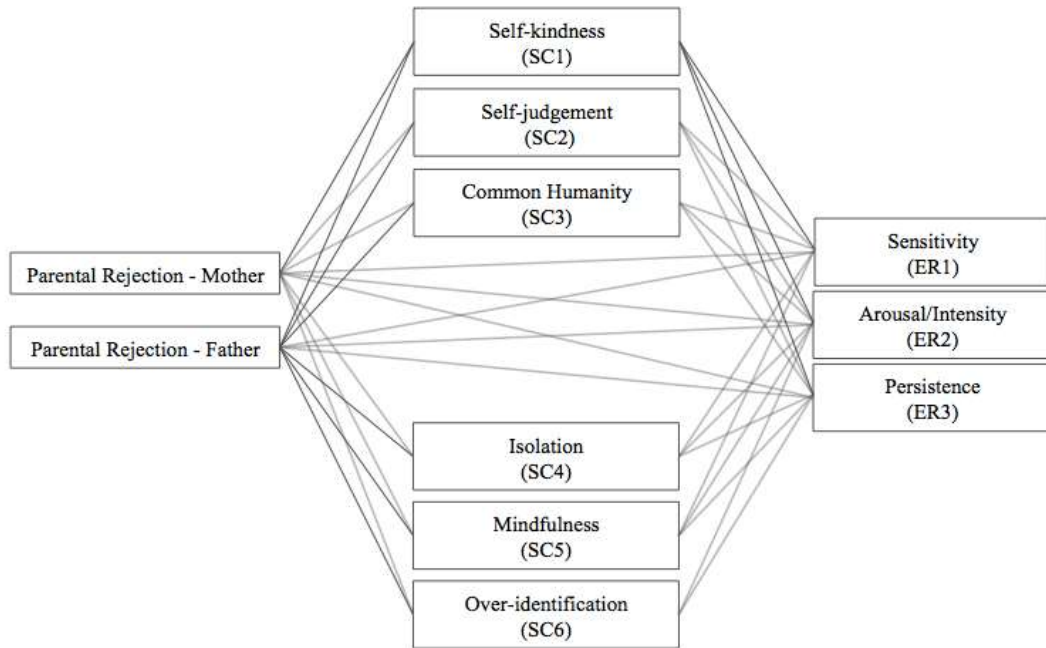 Self-kindness
(SC1)
Self-judgement
(SC2)
Common Humanity
(SC3)
Parental Rejection - Mother
Parental Rejection - Father
Sensitivity
(ER1)
Arousal/Intensity
(ER2)
Persistence
(ER3)
Isolation
(SC4)
Mindfulness
(SC5)
Over-identification
(SC6)